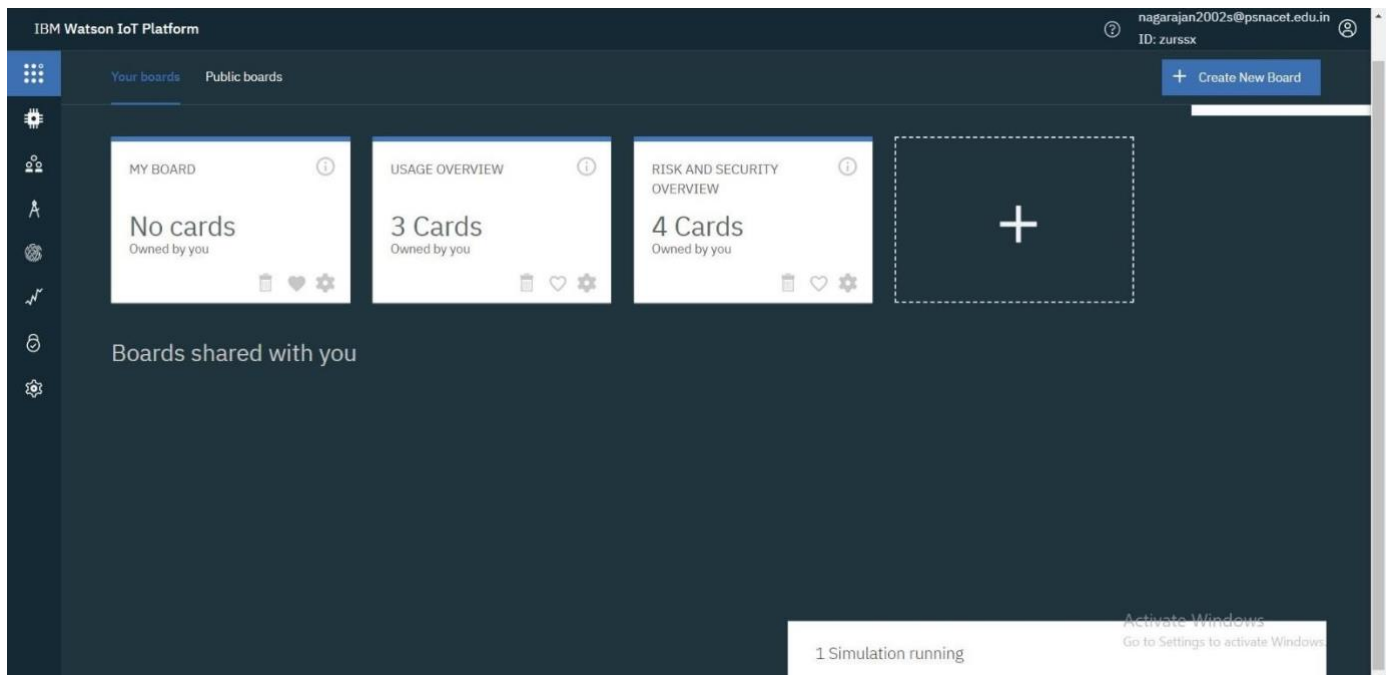 IBM Watson IoT Platform
nagarajan2002s@psnacet.edu.in
ID: zurssx
Your boards
Public boards
+ Create New Board
MY BOARD
No cards
Owned by you
USAGE OVERVIEW
3 Cards
Owned by you
RISK AND SECURITY
OVERVIEW
4 Cards
Owned by you
Boards shared with you
Activate Windows
Go to Settings to activate Windows.
1 Simulation running